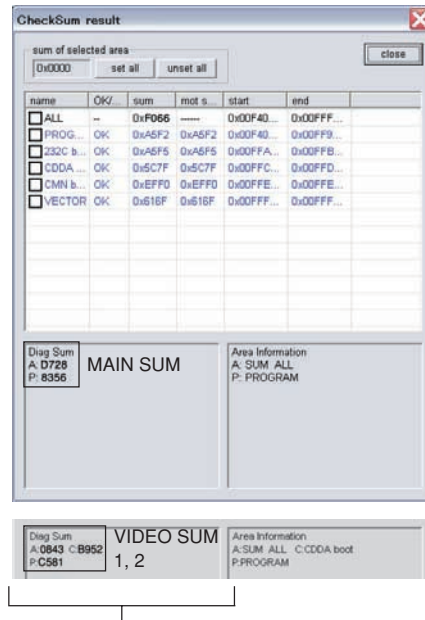 CheckSum result
sum of selected area
0x0000 set all unset all close
name OK/... sum mot s... start end
ALL -- 0xF066 ----- 0x00F40... 0x00FFF...
PROG... OK 0xA5F2 0xA5F2 0x00F40... 0x00FF9...
232C b... OK 0xA5F5 0xA5F5 0x00FFA... 0x00FFB...
CDDA ... OK 0x5C7F 0x5C7F 0x00FFC... 0x00FFD...
CMN b... OK 0xEFF0 0xEFF0 0x00FFE... 0x00FFE...
VECTOR OK 0x616F 0x616F 0x00FFF... 0x00FFF...
Diag Sum
A: D728
P: 8356
MAIN SUM
Area Information
A: SUM ALL
P: PROGRAM
Diag Sum
A:0843 C:B952
P:C581
VIDEO SUM
1, 2
Area Information
A:SUM ALL C:CDDA boot
P:PROGRAM